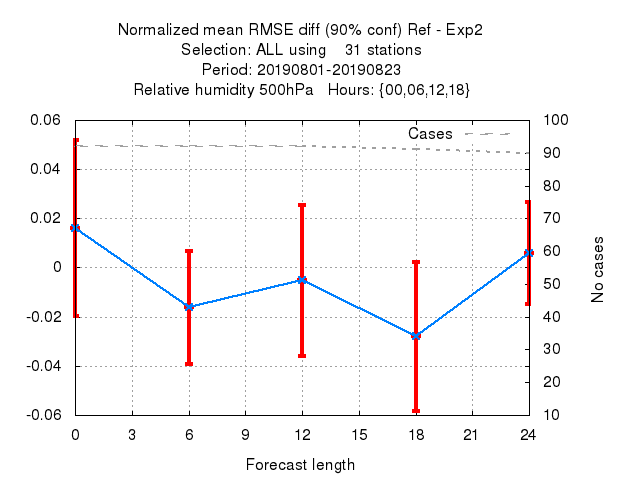 Normalized mean RMSE diff (90% conf) Ref - Exp2
Selection: ALL using    31 stations
Period: 20190801-20190823
Relative humidity 500hPa   Hours: {00,06,12,18}
0.06
0.04
0.02
0
-0.02
-0.04
-0.06
Cases
100
90
80
70
60
50
40
30
20
10
No cases
0 3 6 9 12 15 18 21 24
Forecast length